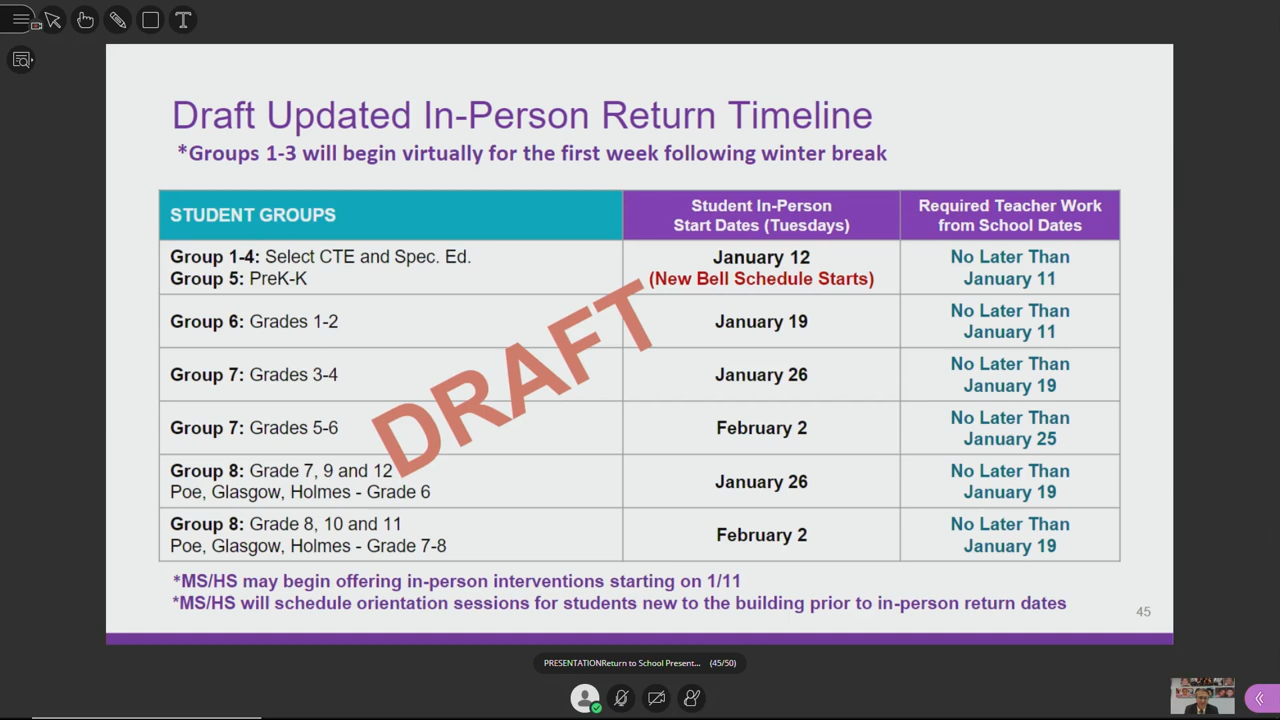 Draft Updated In-Person Return Timeline
*Groups 1-3 will begin virtually for the first week following winter break
STUDENT GROUPS
Student In-Person
Start Dates (Tuesdays)
Required Teacher Work
from School Dates
Group 1-4: Select CTE and Spec. Ed.
Group 5: PreK-K
January 12
(New Bell Schedule Starts)
No Later Than
January 11
Group 6: Grades 1-2
January 19
No Later Than
January 11
Group 7: Grades 3-4
January 26
No Later Than
January 19
Group 7: Grades 5-6
February 2
No Later Than
January 25
Group 8: Grade 7, 9 and 12
Poe, Glasgow, Holmes - Grade 6
January 26
No Later Than
January 19
Group 8: Grade 8, 10 and 11
Poe, Glasgow, Holmes - Grade 7-8
February 2
No Later Than
January 19
DRAFT
*MS/HS may begin offering in-person interventions starting on 1/11
*MS/HS will schedule orientation sessions for students new to the building prior to in-person return dates
45
PRESENTATIONReturn to School Present... (45/50)